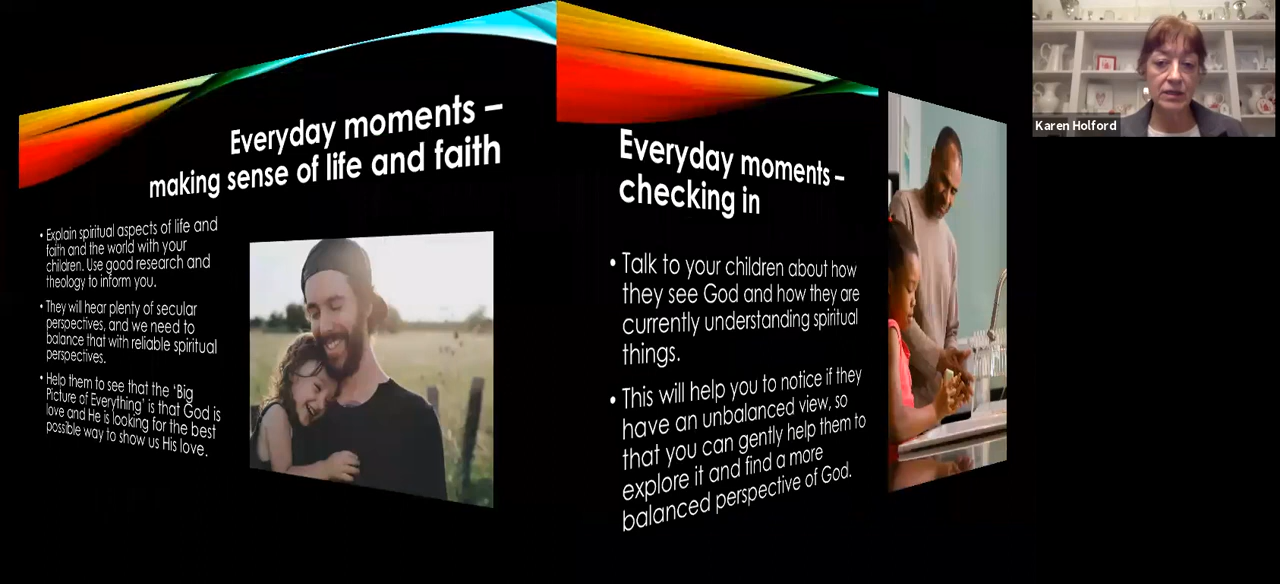 Everyday moments –
making sense of life and faith
• Explain spiritual aspects of life and
faith and the world with your
children. Use good research and
theology to inform you.
• They will hear plenty of secular
perspectives, and we need to
balance that with reliable spiritual
perspectives.
• Help them to see that the ‘Big
Picture of Everything’ is that God is
love and He is looking for the best
possible way to show us His love.
Everyday moments –
checking in
• Talk to your children about how
they see God and how they are
currently understanding spiritual
things.
• This will help you to notice if they
have an unbalanced view, so
that you can gently help them to
explore it and find a more
balanced perspective of God.
Karen Holford